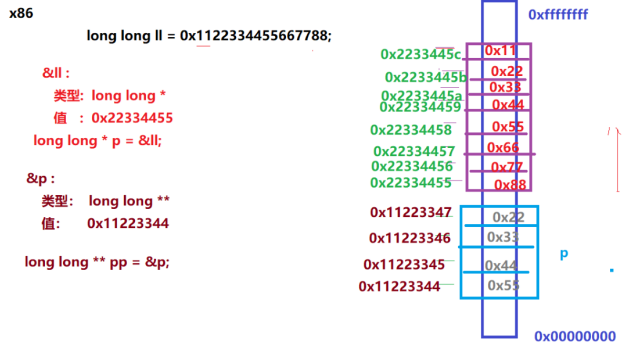 x86
0xffffffff
long long ll = 0x1122334455667788;
&ll :
类型: long long *
值 : 0x22334455
long long * p = &ll;
&p :
类型: long long **
值: 0x11223344
long long ** pp = &p;
0x2233445c 0x11
0x2233445b 0x22
0x2233445a 0x33
0x22334459 0x44
0x22334458 0x55
0x22334457 0x66
0x22334456 0x77
0x22334455 0x88
0x11223347 0x22
0x11223346 0x33
p
0x11223345 0x44
0x11223344 0x55
0x00000000